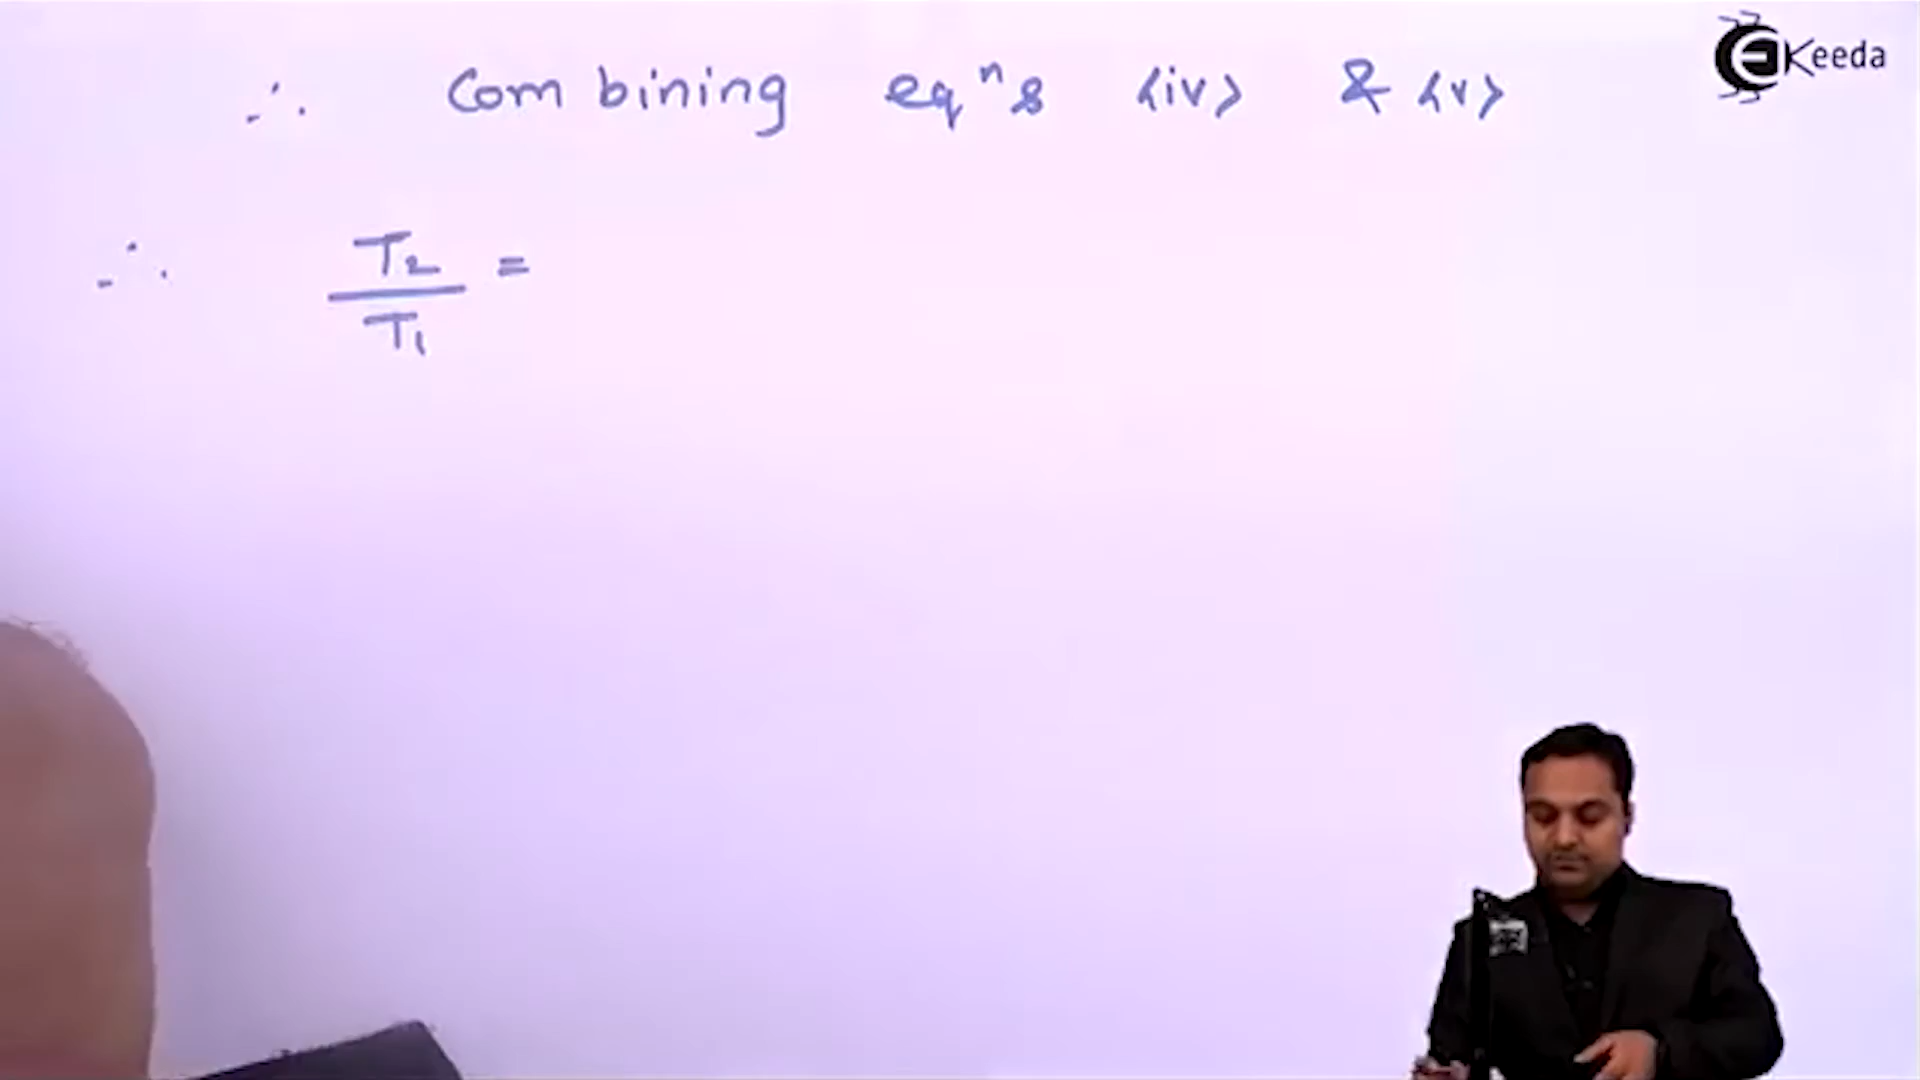 Keeda
∴ Combining eqⁿs <iv> & <v>
∴ T₂ =
T₁